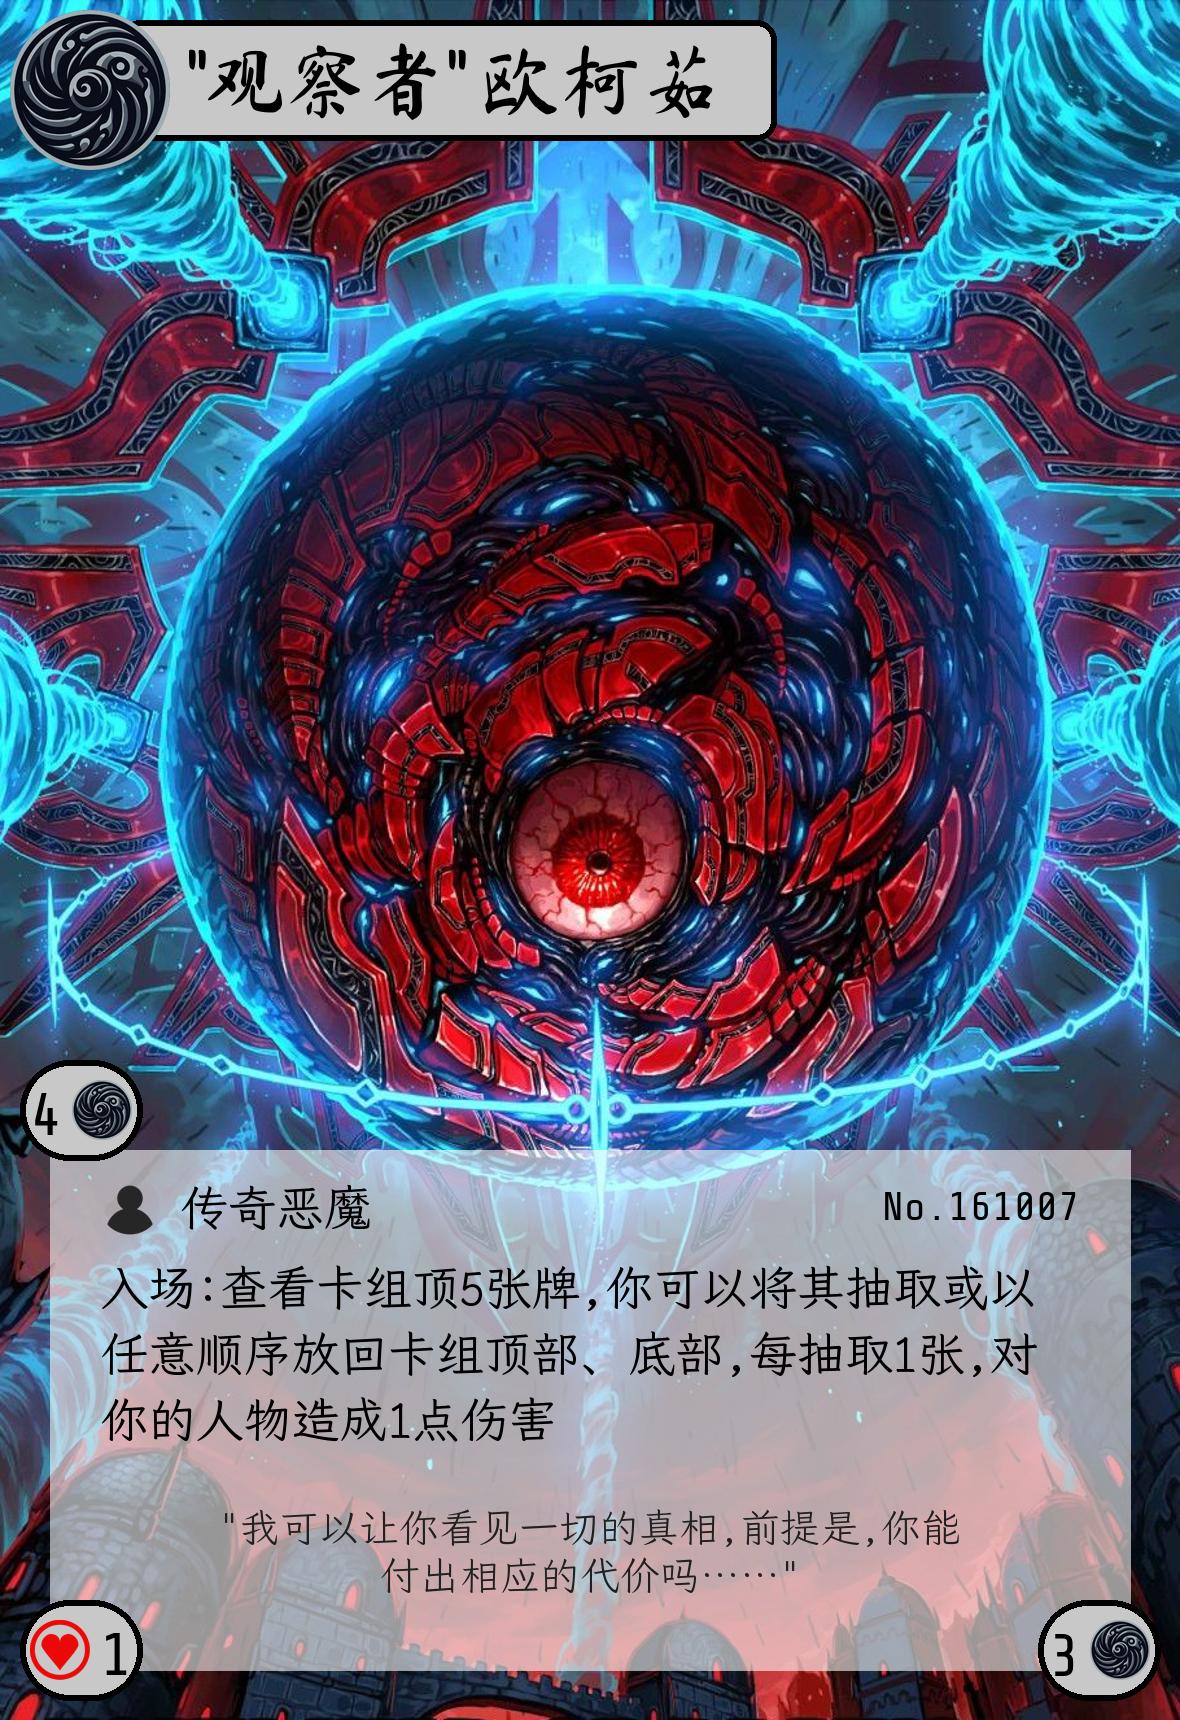 "观察者"欧柯茹
4
传奇恶魔
No.161007
入场:查看卡组顶5张牌,你可以将其抽取或以
任意顺序放回卡组顶部、底部,每抽取1张,对
你的人物造成1点伤害
"我可以让你看见一切的真相,前提是,你能
付出相应的代价吗……"
1
3